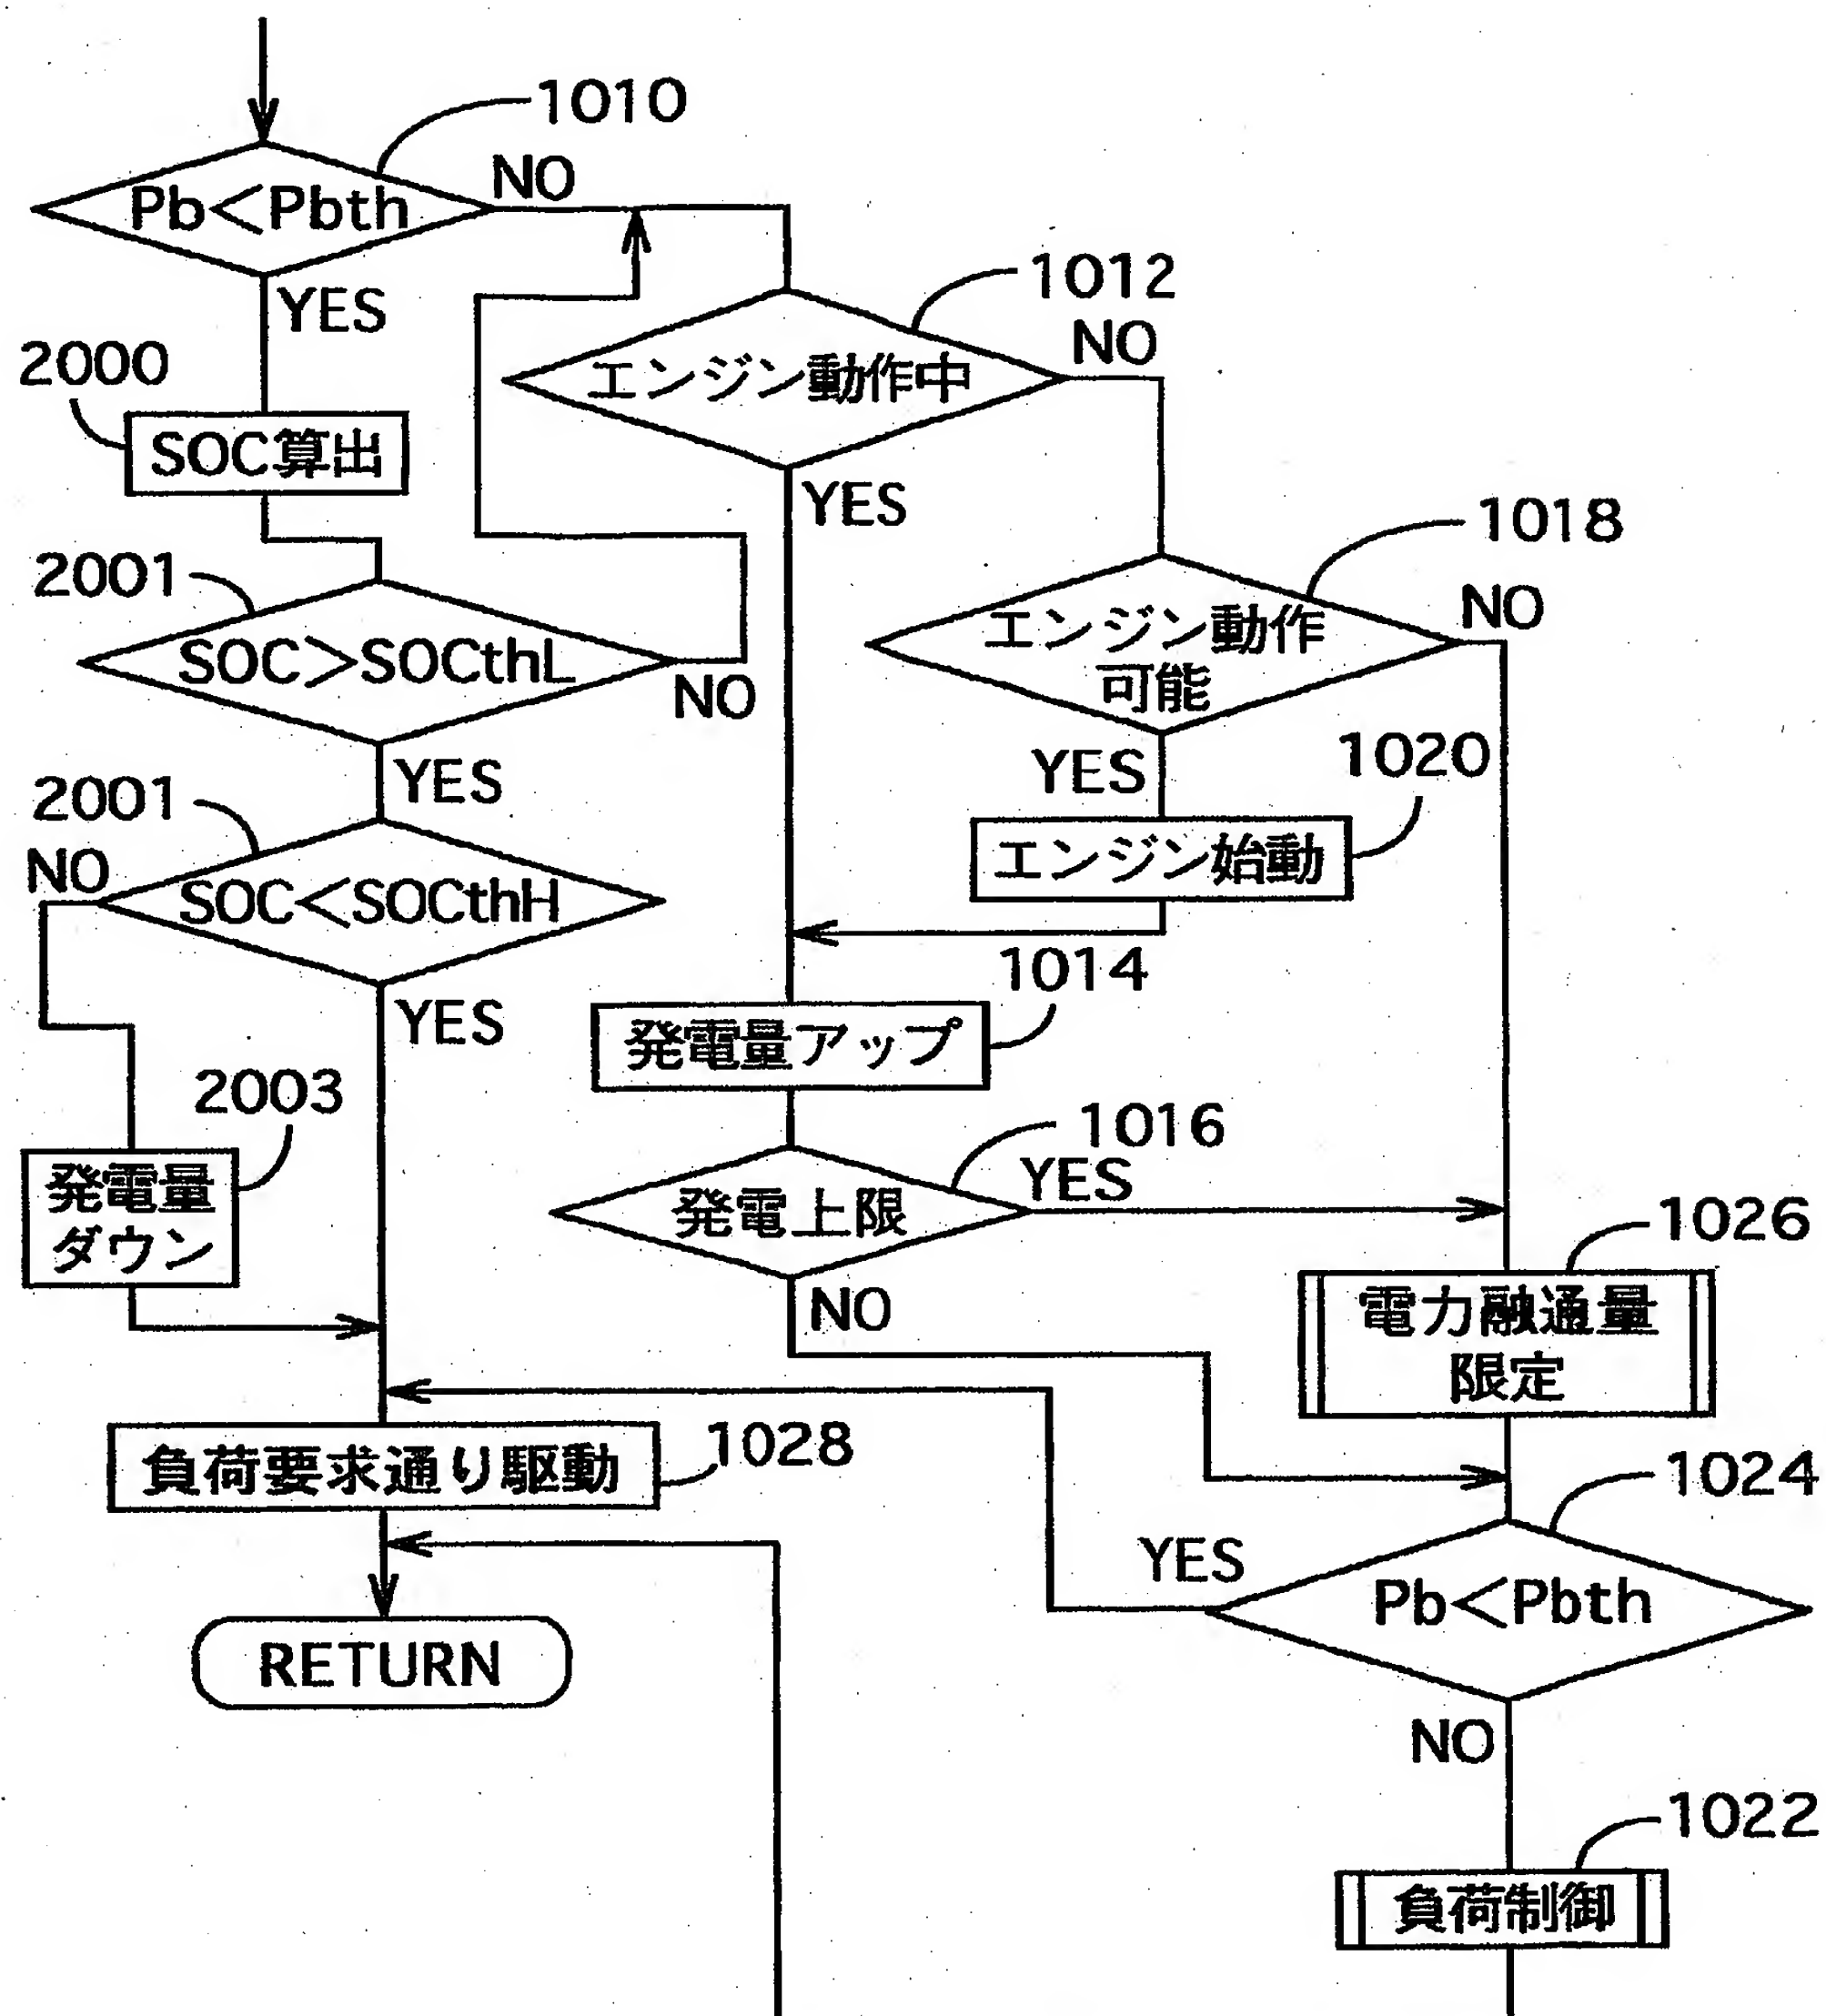 1010
Pb<Pbth
NO
YES
1012
エンジン動作中
NO
YES
2000
SOC算出
2001
SOC>SOCthL
NO
YES
1018
エンジン動作
可能
NO
YES
1020
エンジン始動
2001
NO
SOC<SOCthH
YES
1014
発電量アップ
2003
発電量
ダウン
1016
発電上限
YES
NO
1026
電力融通量
限定
負荷要求通り駆動
1028
1024
YES
Pb<Pbth
NO
RETURN
1022
負荷制御